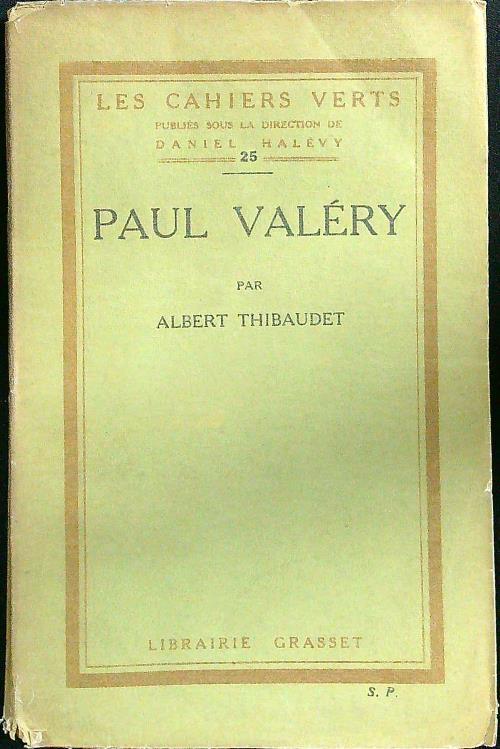 LES CAHIERS VERTS
PUBLIÉS SOUS LA DIRECTION DE
DANIEL HALÉVY
25
PAUL VALÉRY
PAR
ALBERT THIBAUDET
LIBRAIRIE GRASSET
S. P.